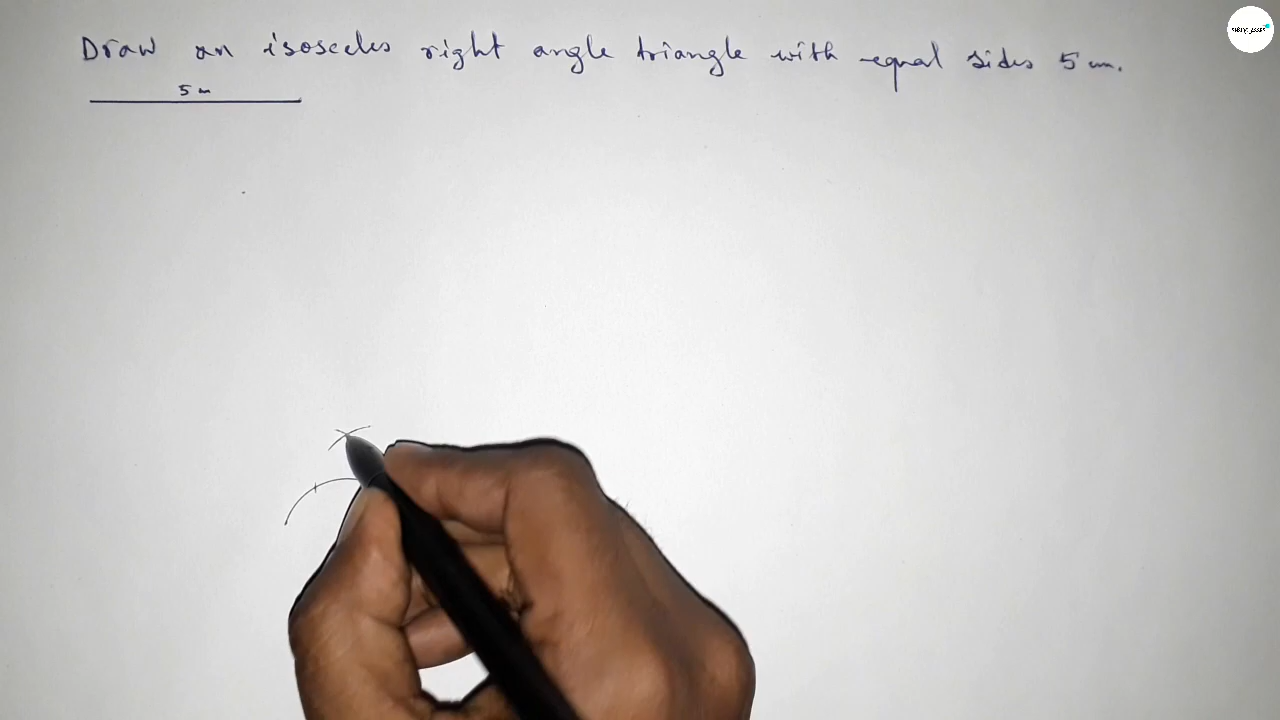 Draw an isosceles right angle triangle with equal sides 5 cm.
5 cm